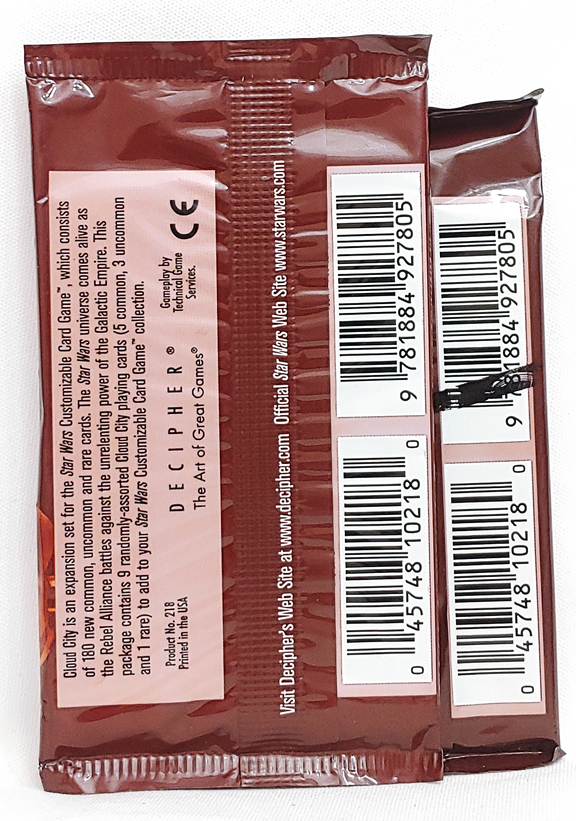 Cloud City is an expansion set for the Star Wars Customizable Card Game™, which consists
of 180 new common, uncommon and rare cards. The Star Wars universe comes alive as
the Rebel Alliance battles against the unrelenting power of the Galactic Empire. This
package contains 9 randomly-assorted Cloud City playing cards (5 common, 3 uncommon
and 1 rare) to add to your Star Wars Customizable Card Game™ collection.
Product No. 218
Printed in the USA
DECIPHER®
The Art of Great Games®
Gameplay by
Technical Game
Services.
CE
Visit Decipher's Web Site at www.decipher.com Official Star Wars Web Site www.starwars.com
0 45748 10218 0
9 781884 927805
0 45748 10218 0
9 884 927805